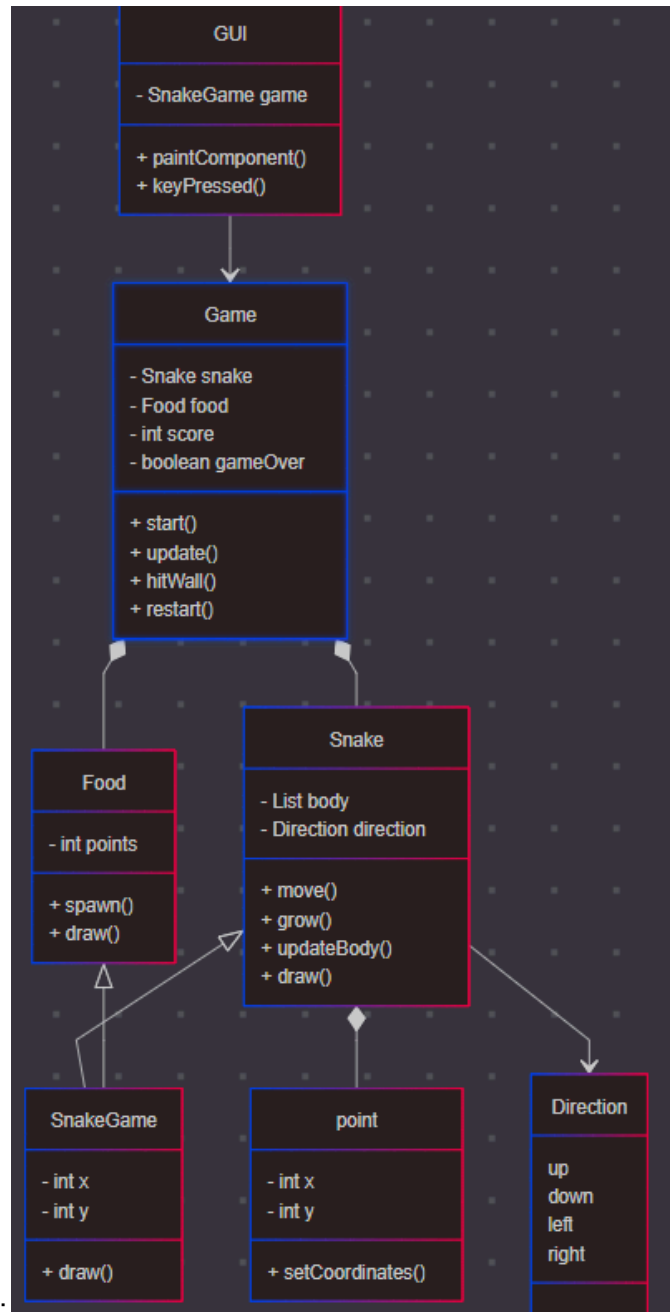 GUI
- SnakeGame game
+ paintComponent()
+ keyPressed()
Game
- Snake snake
- Food food
- int score
- boolean gameOver
+ start()
+ update()
+ hitWall()
+ restart()
Food
- int points
+ spawn()
+ draw()
Snake
- List body
- Direction direction
+ move()
+ grow()
+ updateBody()
+ draw()
SnakeGame
- int x
- int y
+ draw()
point
- int x
- int y
+ setCoordinates()
Direction
up
down
left
right
.